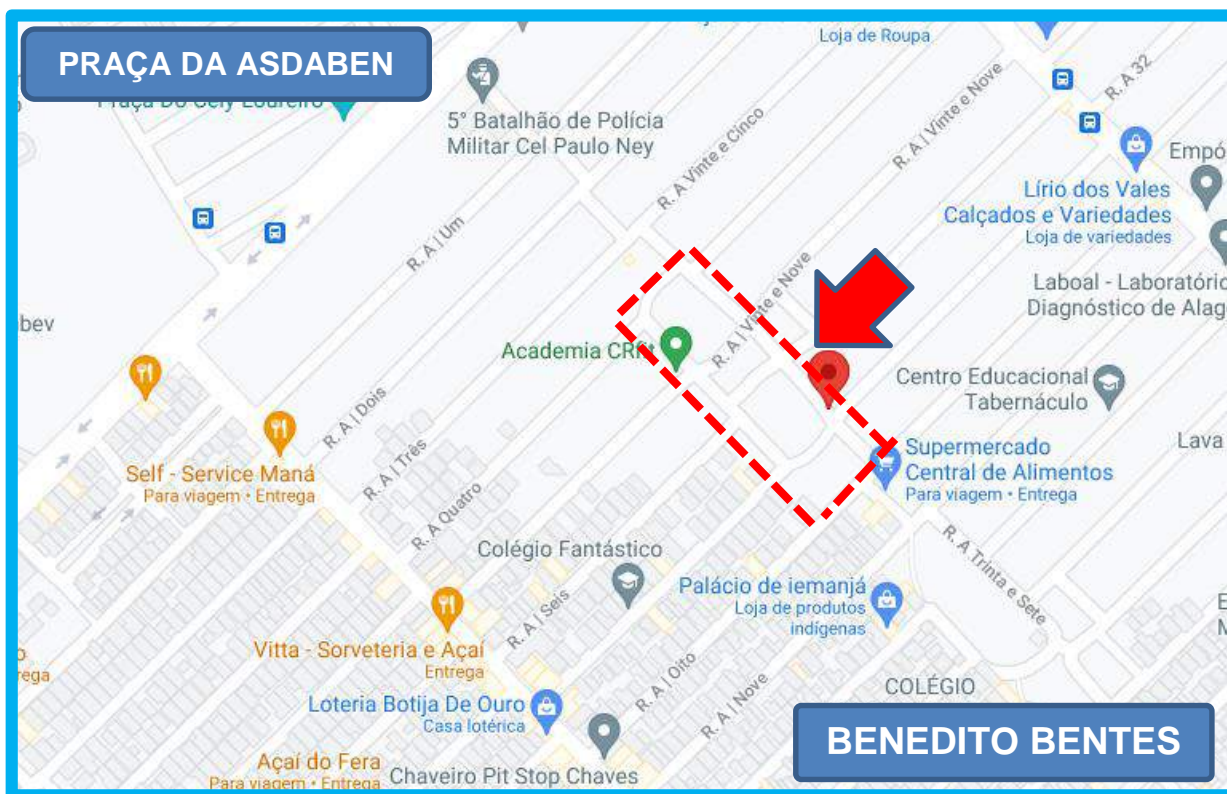 PRAÇA DA ASDABEN
Loja de Roupa
5° Batalhão de Polícia
Militar Cel Paulo Ney
R. A Vinte e Cinco
R. A | Vinte e Nove
R. A 32
Lírio dos Vales
Calçados e Variedades
Loja de variedades
Empó
R. A | Um
Laboal - Laboratório
Diagnóstico de Alag
bev
R. A | Vinte e Nove
Academia CRfit
Centro Educacional
Tabernáculo
R. A | Dois
Self - Service Maná
Para viagem • Entrega
R. A | Três
Supermercado
Central de Alimentos
Para viagem • Entrega
Lava
R. A Quatro
Colégio Fantástico
R. A Trinta e Sete
Palácio de iemanjá
Loja de produtos
indígenas
R. A | Seis
Vitta - Sorveteria e Açaí
Entrega
rega
R. A | Oito
R. A | Nove
COLÉGIO
Loteria Botija De Ouro
Casa lotérica
BENEDITO BENTES
Açaí do Fera
Para viagem • Entrega
Chaveiro Pit Stop Chaves